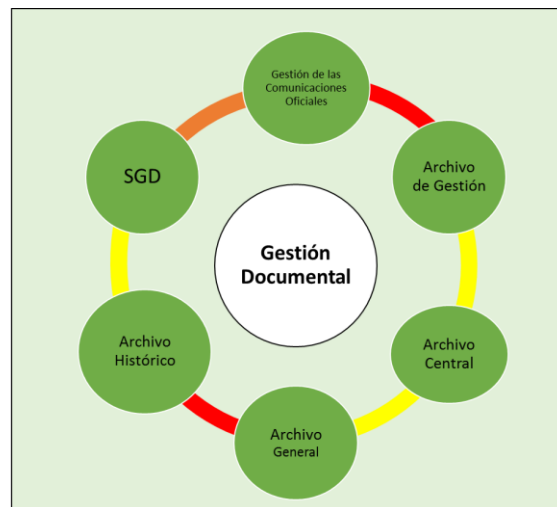 Gestión de las
Comunicaciones
Oficiales
Archivo
de Gestión
Archivo
Central
Archivo
General
Archivo
Histórico
SGD
Gestión
Documental